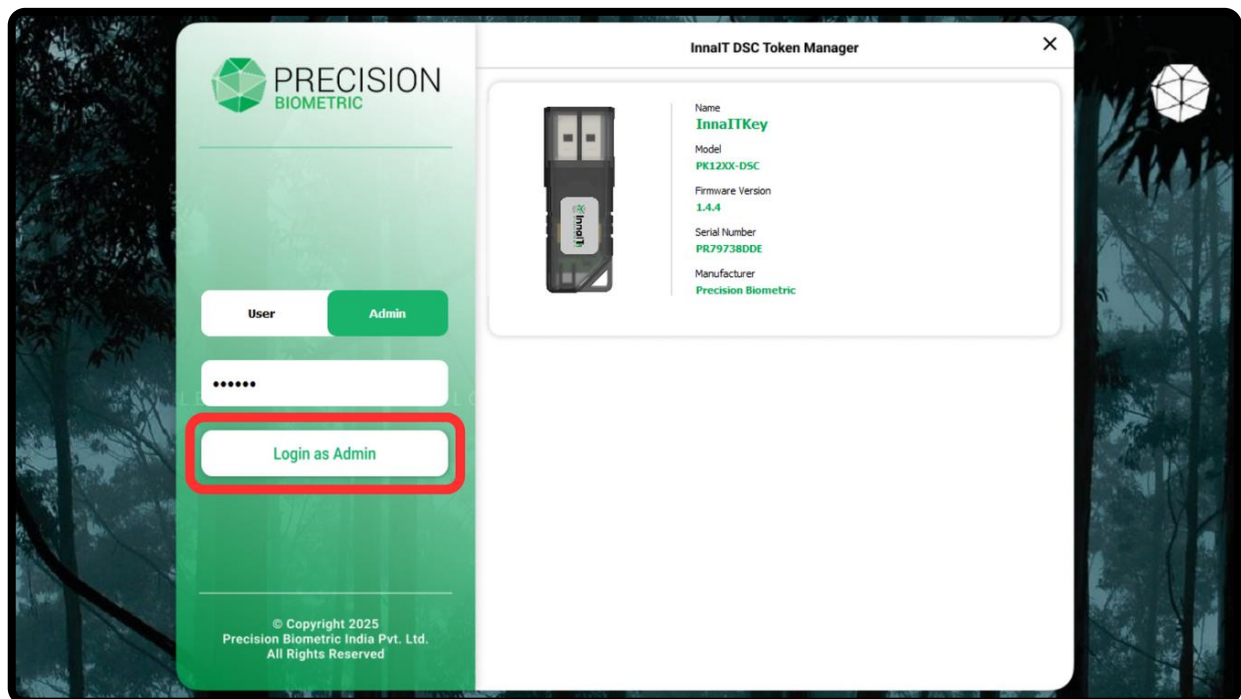 PRECISION
BIOMETRIC
User
Admin
••••••
Login as Admin
© Copyright 2025
Precision Biometric India Pvt. Ltd.
All Rights Reserved
InnaIT DSC Token Manager
InnaIT
Name
InnaITKey
Model
PK12XX-DSC
Firmware Version
1.4.4
Serial Number
PR79738DDE
Manufacturer
Precision Biometric